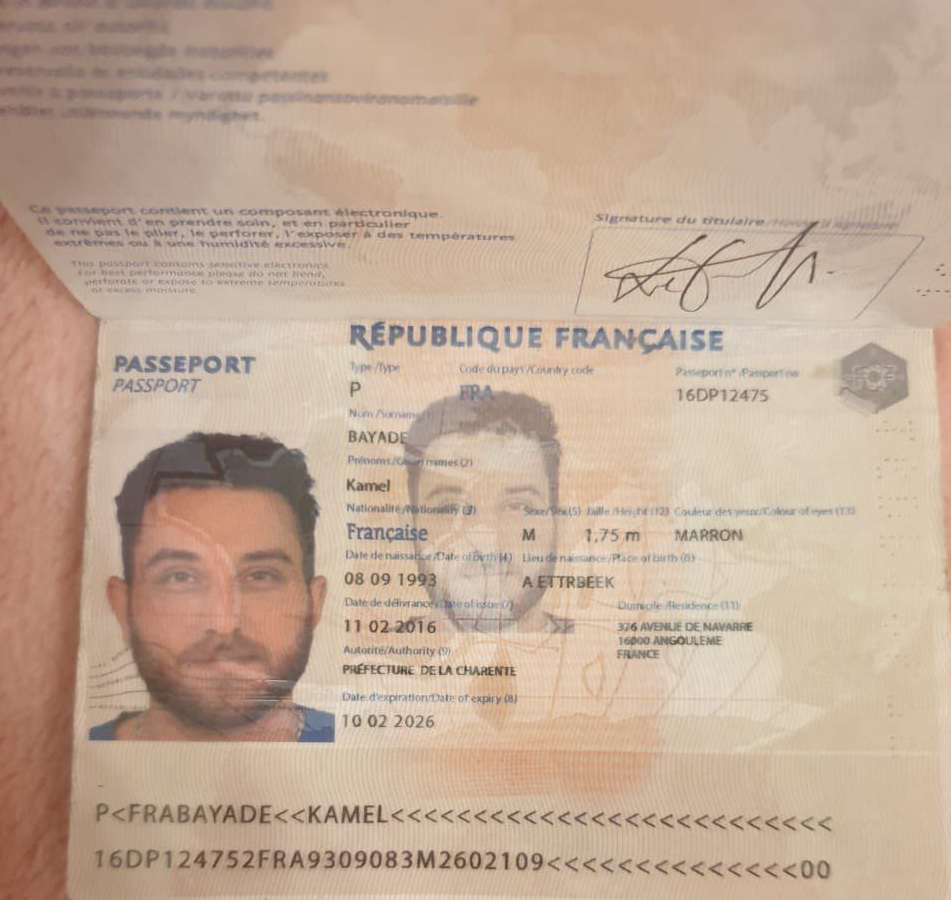 Ce passeport contient un composant électronique.
Il convient d'en prendre soin, et en particulier
de ne pas le plier, le perforer, l'exposer à des températures
extrêmes ou à une humidité excessive.
This passport contains sensitive electronics.
For best performance please do not bend,
perforate or expose to extreme temperatures
or excess moisture.
Signature du titulaire
RÉPUBLIQUE FRANÇAISE
PASSEPORT
PASSPORT
Type /Type
Code du pays /Country code
Passeport n° /Passport no
P
FRA
16DP12475
Nom /Surname
BAYADE
Prénoms/Given names (2)
Kamel
Nationalité/Nationality (3)
Sexe/Sex (5) Taille /Height (12) Couleur des yeux/Colour of eyes (13)
Française
M
1,75 m
MARRON
Date de naissance /Date of birth (4)
Lieu de naissance /Place of birth (6)
08 09 1993
A ETTRBEEK
Date de délivrance /Date of issue (7)
Domicile /Residence (11)
11 02 2016
376 AVENUE DE NAVARRE
16000 ANGOULEME
FRANCE
Autorité/Authority (9)
PRÉFECTURE DE LA CHARENTE
Date d'expiration/Date of expiry (8)
10 02 2026
P<FRABAYADE<<KAMEL<<<<<<<<<<<<<<<<<<<<<<<<<<
16DP124752FRA9309083M2602109<<<<<<<<<<<<<<00